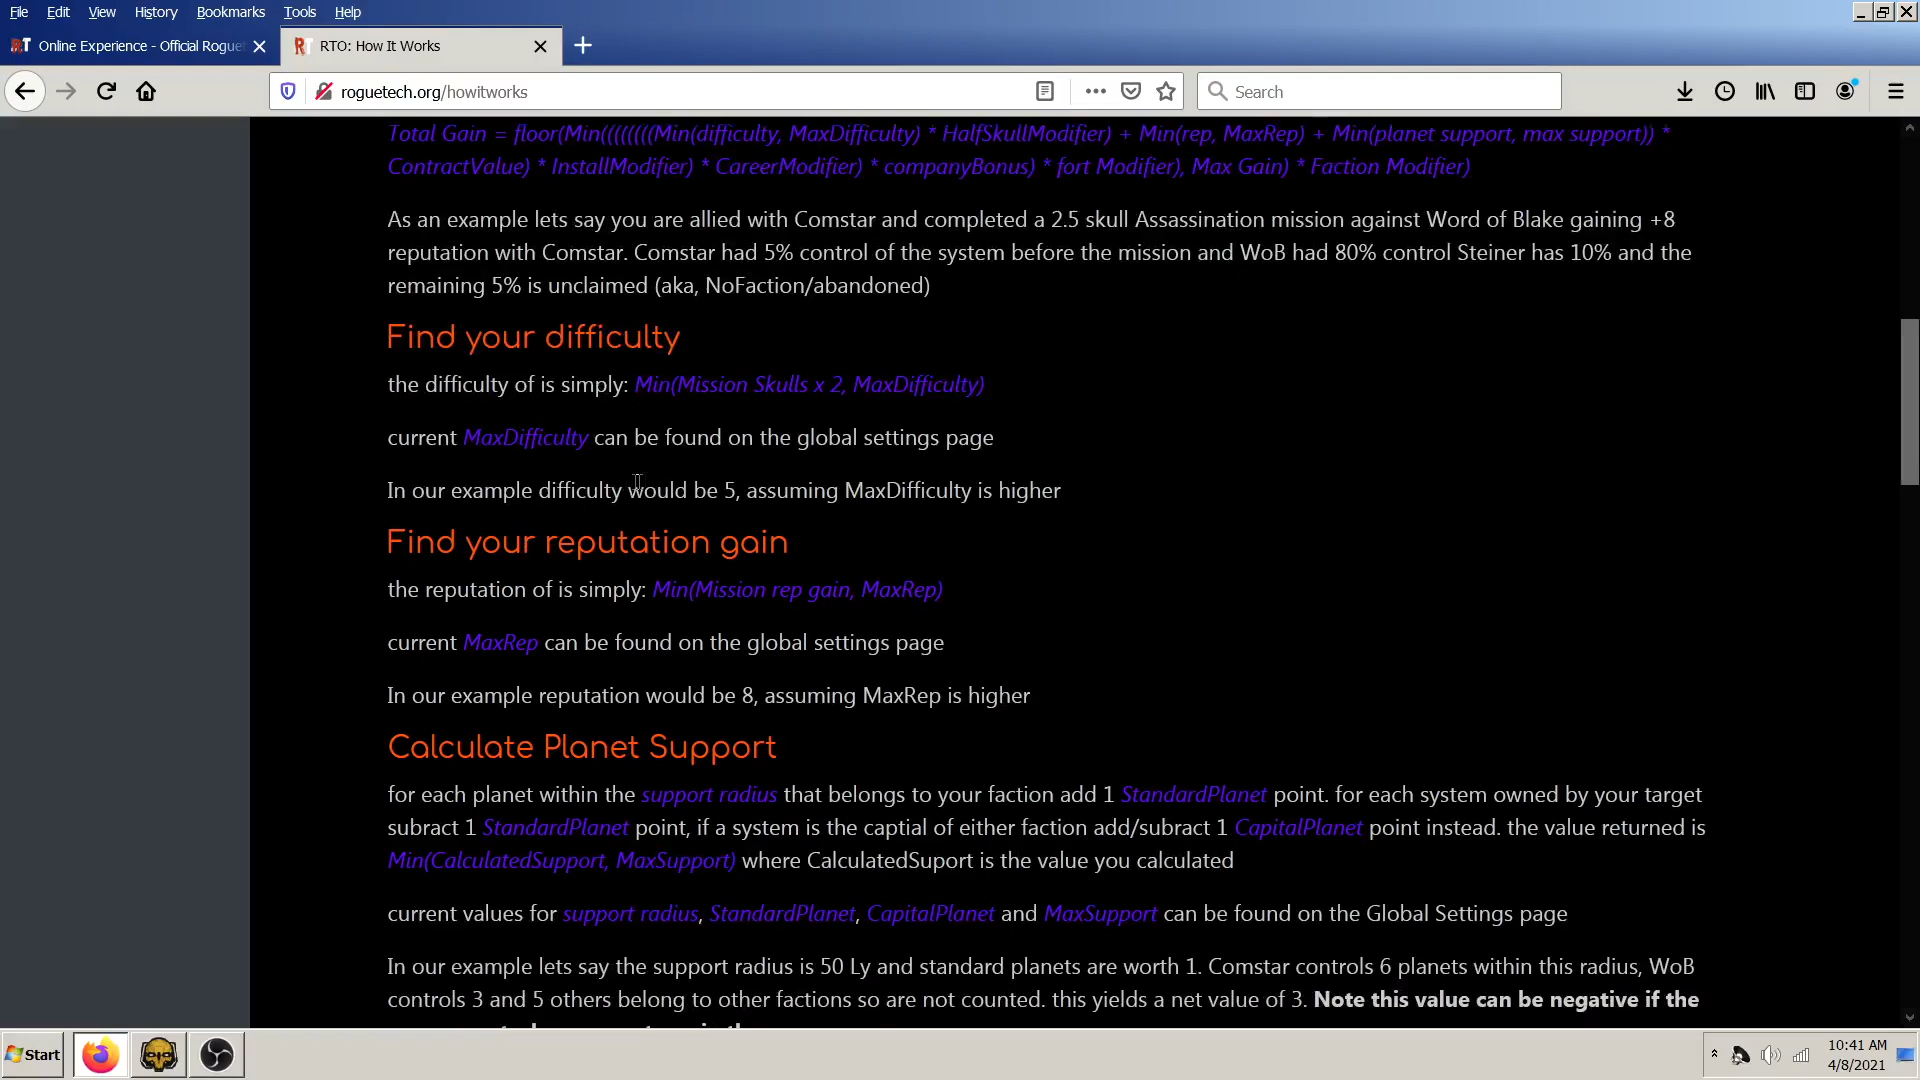 File Edit View History Bookmarks Tools Help
Online Experience - Official Rogue
RTO: How It Works
roguetech.org/howitworks
Search
Total Gain = floor(Min((((((((Min(difficulty, MaxDifficulty) * HalfSkullModifier) + Min(rep, MaxRep) + Min(planet support, max support)) *
ContractValue) * InstallModifier) * CareerModifier) * companyBonus) * fort Modifier), Max Gain) * Faction Modifier)
As an example lets say you are allied with Comstar and completed a 2.5 skull Assassination mission against Word of Blake gaining +8
reputation with Comstar. Comstar had 5% control of the system before the mission and WoB had 80% control Steiner has 10% and the
remaining 5% is unclaimed (aka, NoFaction/abandoned)
Find your difficulty
the difficulty of is simply: Min(Mission Skulls x 2, MaxDifficulty)
current MaxDifficulty can be found on the global settings page
In our example difficulty would be 5, assuming MaxDifficulty is higher
Find your reputation gain
the reputation of is simply: Min(Mission rep gain, MaxRep)
current MaxRep can be found on the global settings page
In our example reputation would be 8, assuming MaxRep is higher
Calculate Planet Support
for each planet within the support radius that belongs to your faction add 1 StandardPlanet point. for each system owned by your target
subract 1 StandardPlanet point, if a system is the captial of either faction add/subract 1 CapitalPlanet point instead. the value returned is
Min(CalculatedSupport, MaxSupport) where CalculatedSuport is the value you calculated
current values for support radius, StandardPlanet, CapitalPlanet and MaxSupport can be found on the Global Settings page
In our example lets say the support radius is 50 Ly and standard planets are worth 1. Comstar controls 6 planets within this radius, WoB
controls 3 and 5 others belong to other factions so are not counted. this yields a net value of 3. Note this value can be negative if the
Start
10:41 AM
4/8/2021